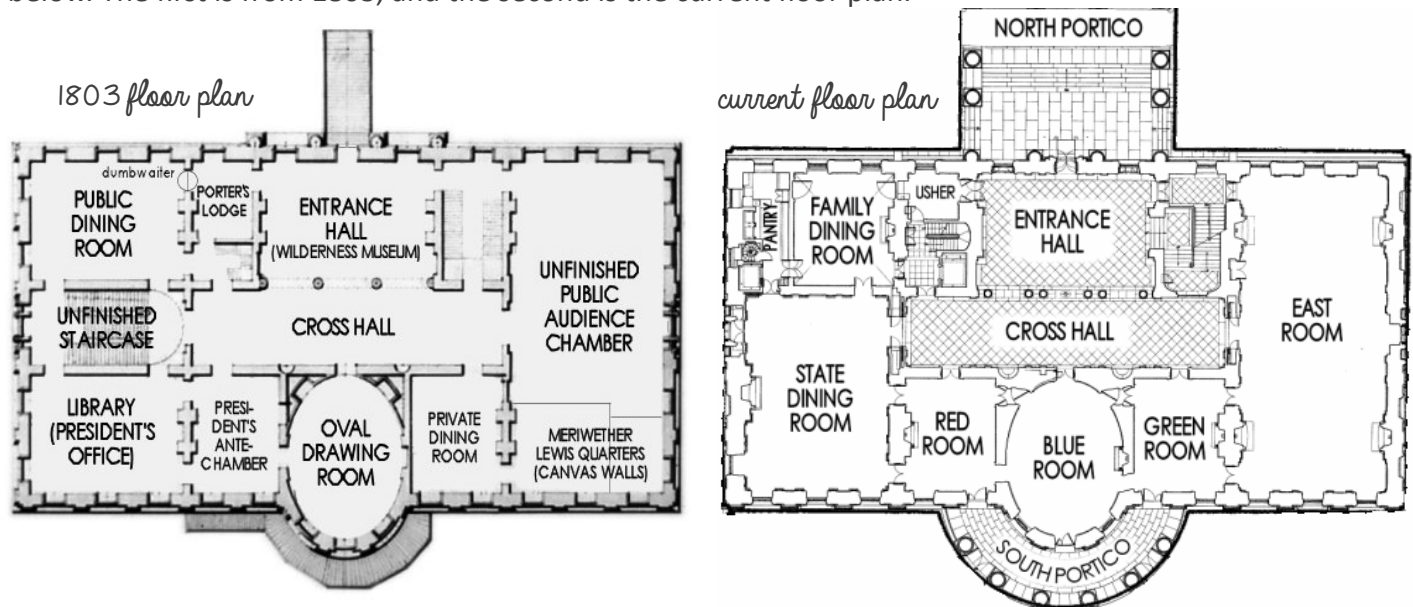 below. The first is from 1803, and the second is the current floor plan.
1803 floor plan
dumbwaiter
PUBLIC
DINING
ROOM
PORTER'S
LODGE
ENTRANCE
HALL
(WILDERNESS MUSEUM)
UNFINISHED
PUBLIC
AUDIENCE
CHAMBER
UNFINISHED
STAIRCASE
CROSS HALL
LIBRARY
(PRESIDENT'S
OFFICE)
PRESI-
DENT'S
ANTE-
CHAMBER
OVAL
DRAWING
ROOM
PRIVATE
DINING
ROOM
MERIWETHER
LEWIS QUARTERS
(CANVAS WALLS)
current floor plan
NORTH PORTICO
PANTRY
FAMILY
DINING
ROOM
USHER
ENTRANCE
HALL
EAST
ROOM
CROSS HALL
STATE
DINING
ROOM
RED
ROOM
BLUE
ROOM
GREEN
ROOM
SOUTH PORTICO